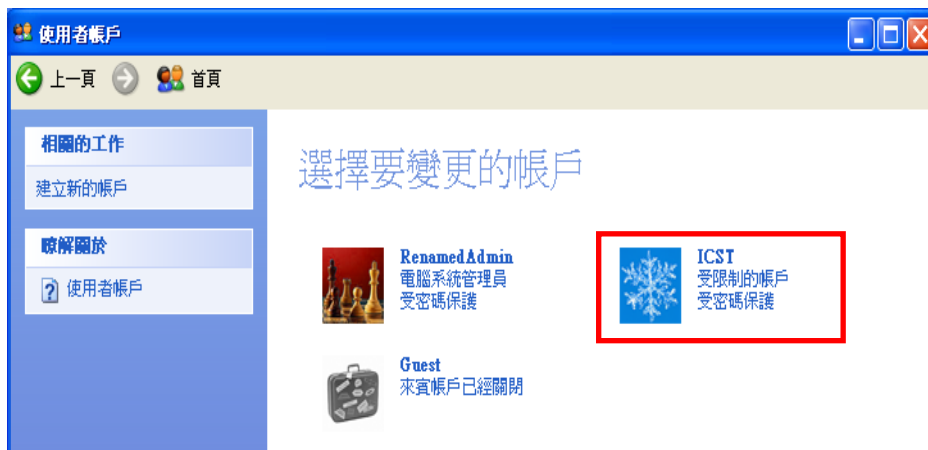 使用者帳戶
上一頁 首頁
相關的工作
建立新的帳戶
瞭解關於
使用者帳戶
選擇要變更的帳戶
RenamedAdmin
電腦系統管理員
受密碼保護
ICST
受限制的帳戶
受密碼保護
Guest
來賓帳戶已經關閉